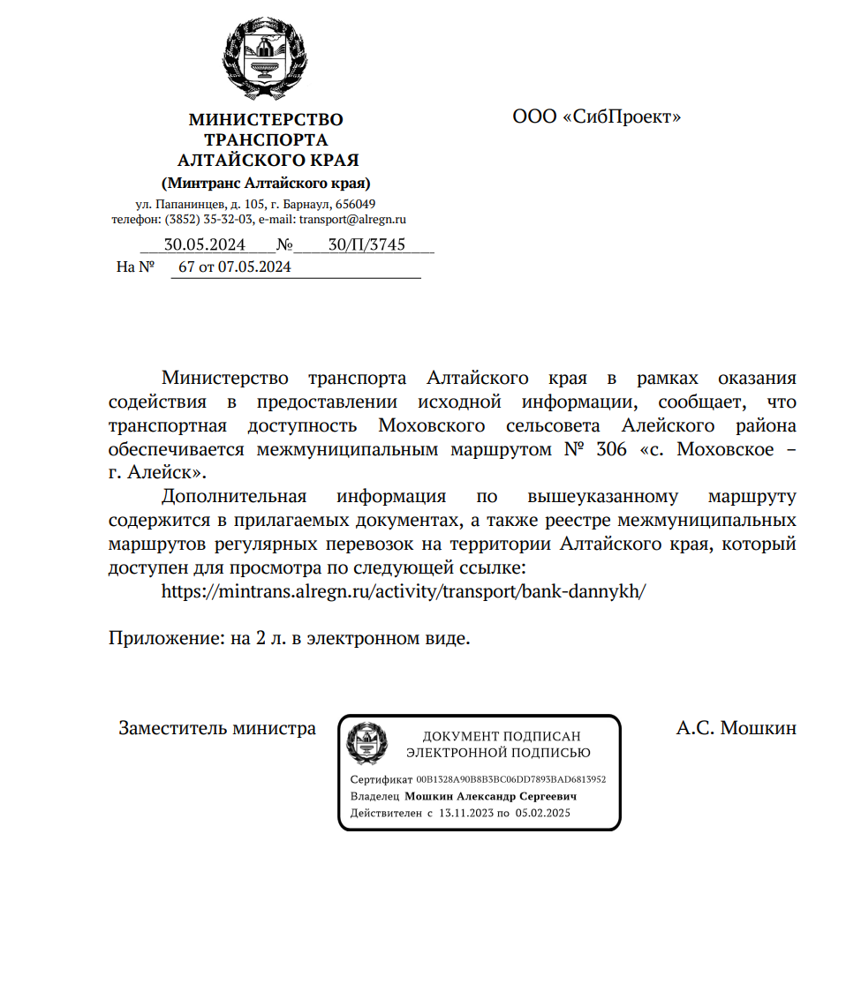 МИНИСТЕРСТВО
ТРАНСПОРТА
АЛТАЙСКОГО КРАЯ
(Минтранс Алтайского края)
ул. Папанинцев, д. 105, г. Барнаул, 656049
телефон: (3852) 35-32-03, e-mail: transport@alregn.ru
30.05.2024 № 30/П/3745
На № 67 от 07.05.2024
ООО «СибПроект»
Министерство транспорта Алтайского края в рамках оказания
содействия в предоставлении исходной информации, сообщает, что
транспортная доступность Моховского сельсовета Алейского района
обеспечивается межмуниципальным маршрутом № 306 «с. Моховское –
г. Алейск».
Дополнительная информация по вышеуказанному маршруту
содержится в прилагаемых документах, а также реестре межмуниципальных
маршрутов регулярных перевозок на территории Алтайского края, который
доступен для просмотра по следующей ссылке:
https://mintrans.alregn.ru/activity/transport/bank-dannykh/
Приложение: на 2 л. в электронном виде.
Заместитель министра
ДОКУМЕНТ ПОДПИСАН
ЭЛЕКТРОННОЙ ПОДПИСЬЮ
Сертификат 00B1328A90B8B3BC06DD7893BAD6813952
Владелец Мошкин Александр Сергеевич
Действителен с 13.11.2023 по 05.02.2025
А.С. Мошкин